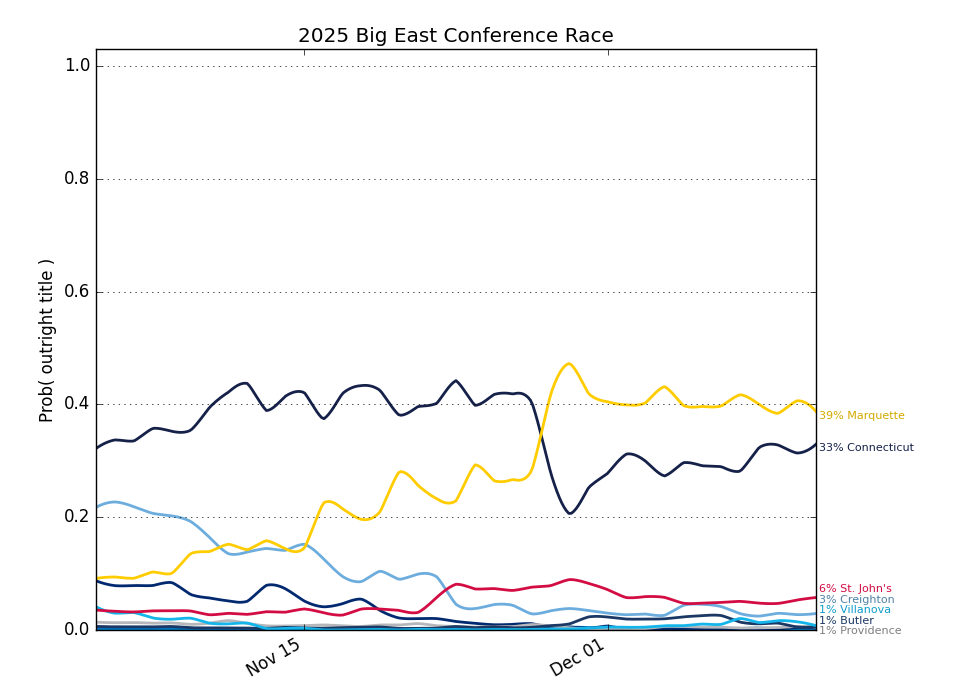 2025 Big East Conference Race
Prob( outright title )
1.0
0.8
0.6
0.4
0.2
0.0
Nov 15
Dec 01
39% Marquette
33% Connecticut
6% St. John's
3% Creighton
1% Villanova
1% Butler
1% Providence